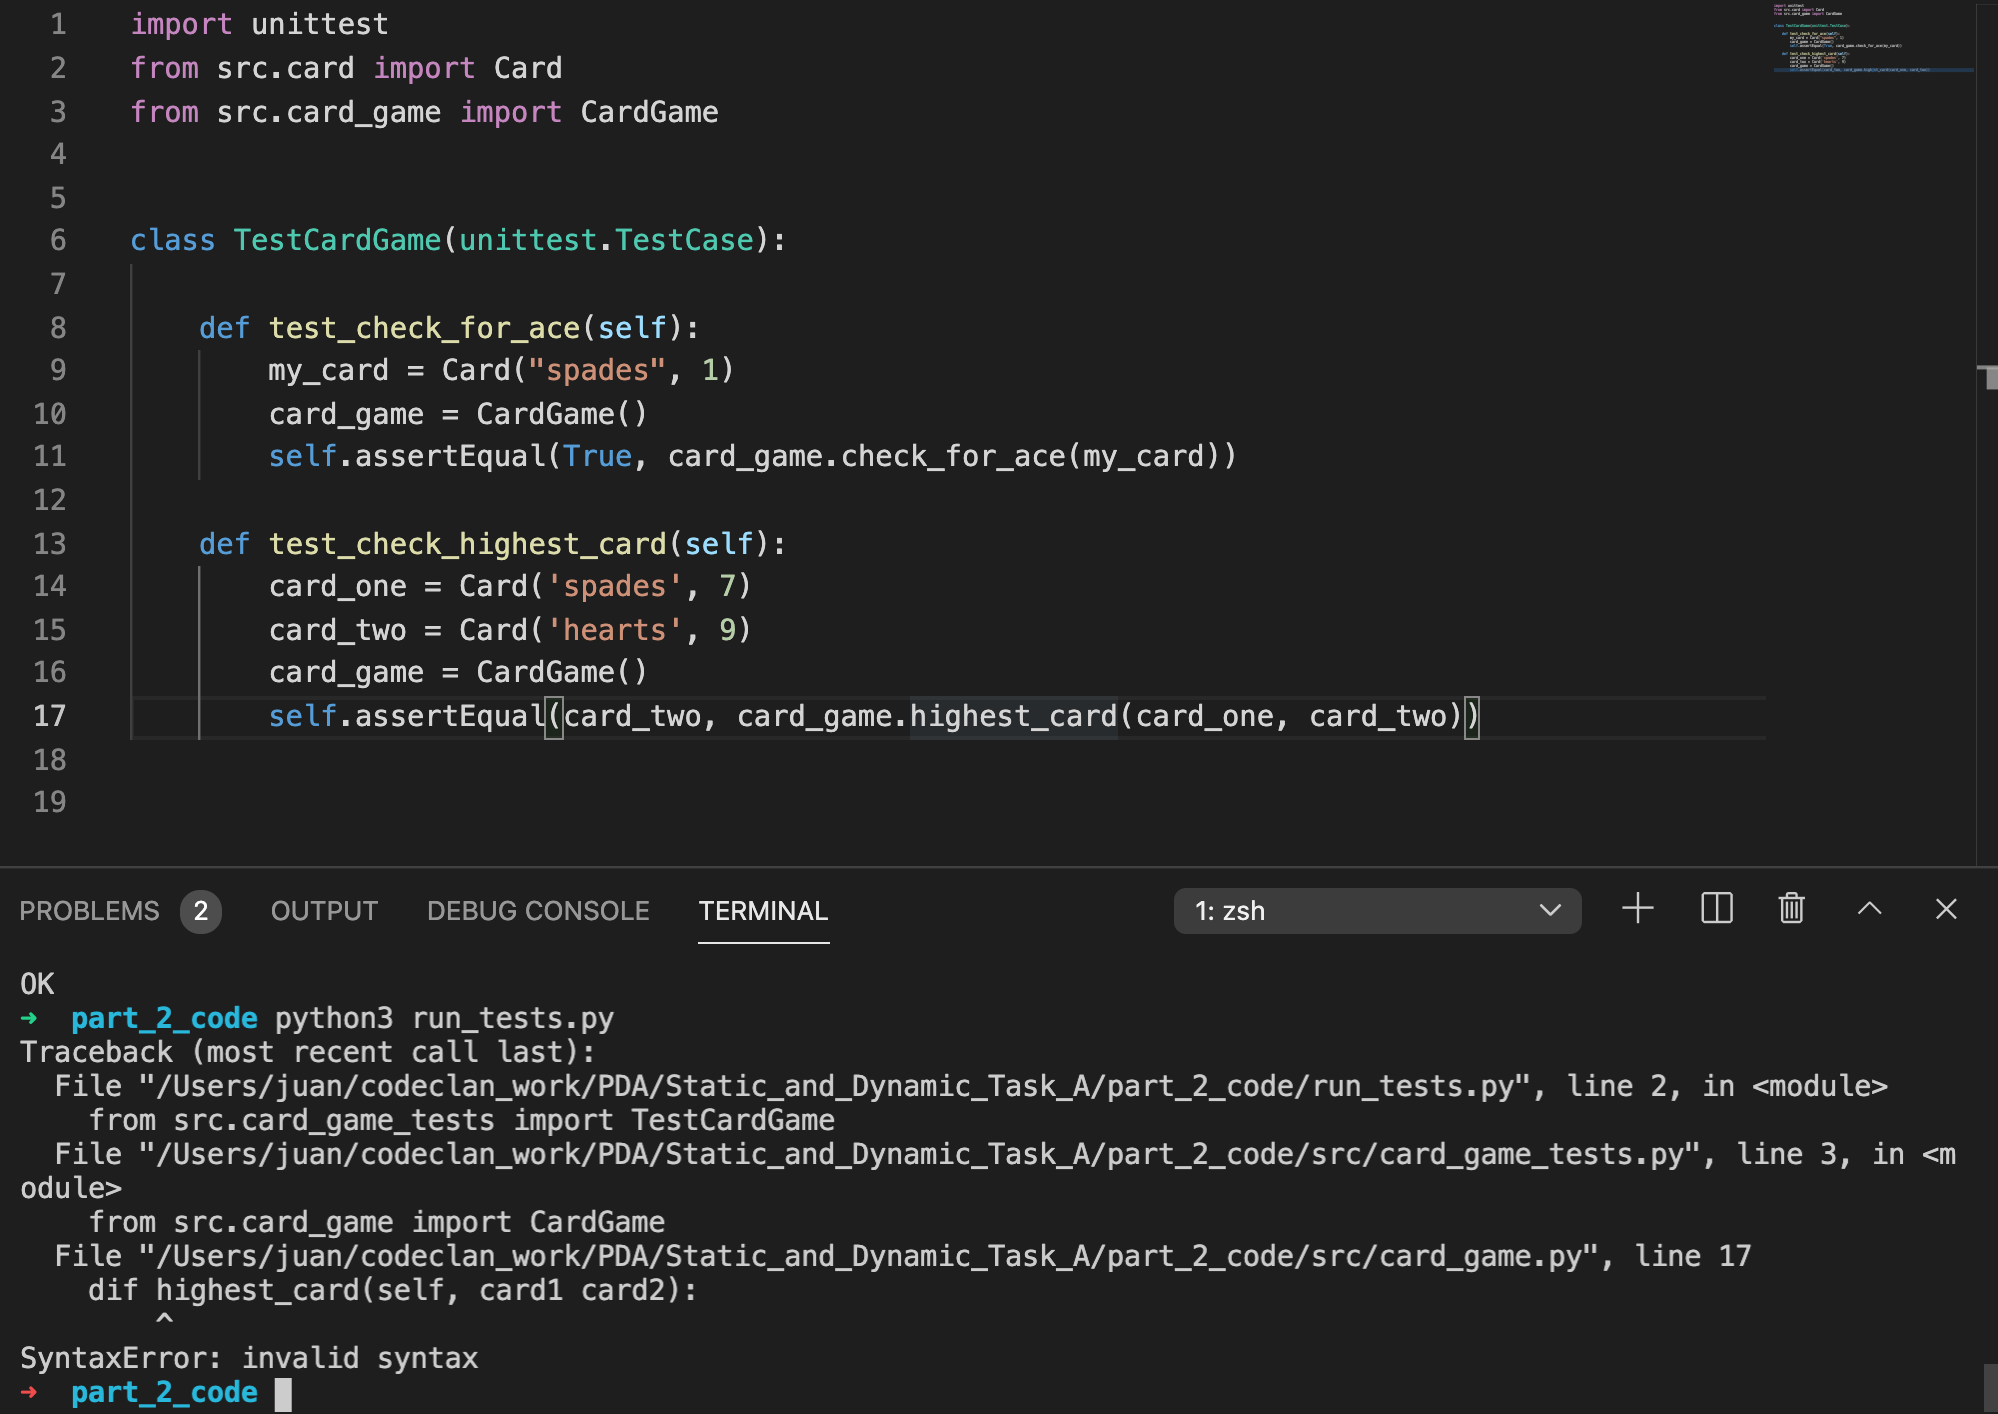 1 import unittest
2 from src.card import Card
3 from src.card_game import CardGame
4
5
6 class TestCardGame(unittest.TestCase):
7
8 def test_check_for_ace(self):
9 my_card = Card("spades", 1)
10 card_game = CardGame()
11 self.assertEqual(True, card_game.check_for_ace(my_card))
12
13 def test_check_highest_card(self):
14 card_one = Card('spades', 7)
15 card_two = Card('hearts', 9)
16 card_game = CardGame()
17 self.assertEqual(card_two, card_game.highest_card(card_one, card_two))
18
19
PROBLEMS 2 OUTPUT DEBUG CONSOLE TERMINAL 1: zsh
OK
➜ part_2_code python3 run_tests.py
Traceback (most recent call last):
File "/Users/juan/codeclan_work/PDA/Static_and_Dynamic_Task_A/part_2_code/run_tests.py", line 2, in <module>
from src.card_game_tests import TestCardGame
File "/Users/juan/codeclan_work/PDA/Static_and_Dynamic_Task_A/part_2_code/src/card_game_tests.py", line 3, in <m
odule>
from src.card_game import CardGame
File "/Users/juan/codeclan_work/PDA/Static_and_Dynamic_Task_A/part_2_code/src/card_game.py", line 17
dif highest_card(self, card1 card2):
^
SyntaxError: invalid syntax
➜ part_2_code